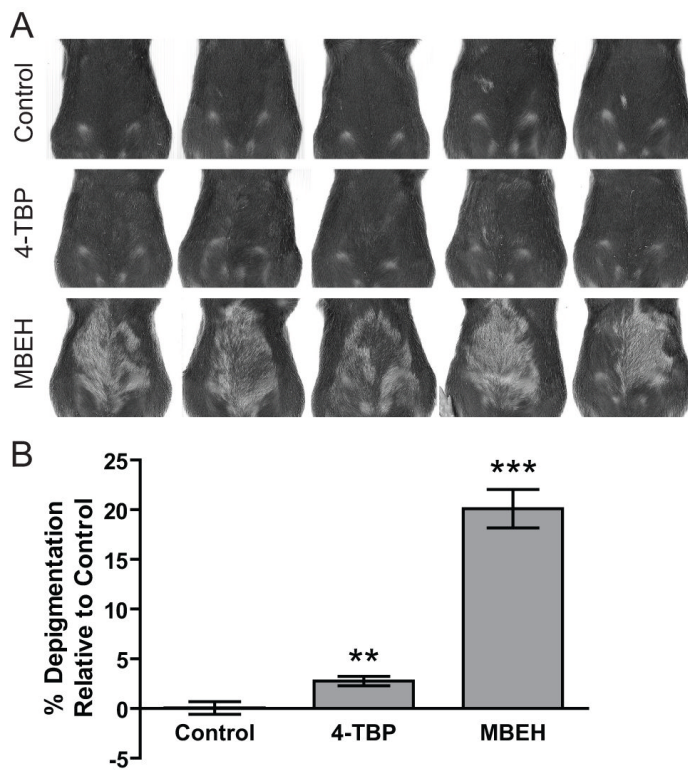 A
Control
4-TBP
MBEH
B
% Depigmentation
Relative to Control
25
20
15
10
5
0
-5
**
***
Control 4-TBP MBEH